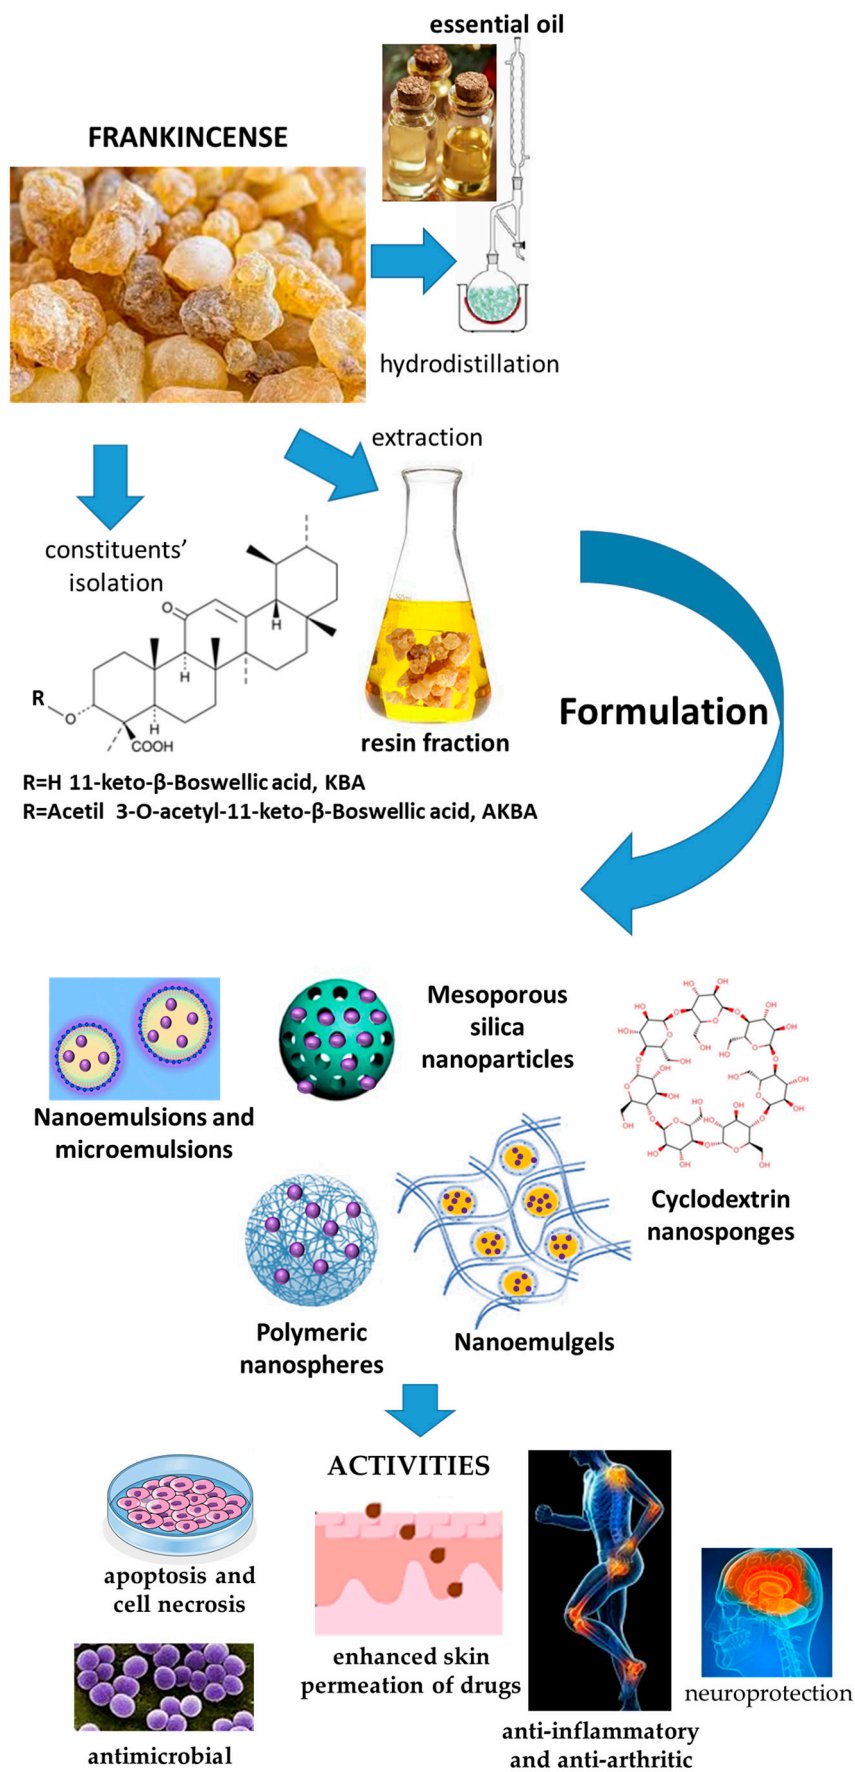 essential oil
FRANKINCENSE
hydrodistillation
extraction
constituents'
isolation
O
H
H
R
O
H
COOH
resin fraction
Formulation
R=H 11-keto-β-Boswellic acid, KBA
R=Acetil 3-O-acetyl-11-keto-β-Boswellic acid, AKBA
Mesoporous
silica
nanoparticles
Nanoemulsions and
microemulsions
Cyclodextrin
nanosponges
Polymeric
nanospheres
Nanoemulgels
ACTIVITIES
apoptosis and
cell necrosis
enhanced skin
permeation of drugs
neuroprotection
anti-inflammatory
and anti-arthritic
antimicrobial